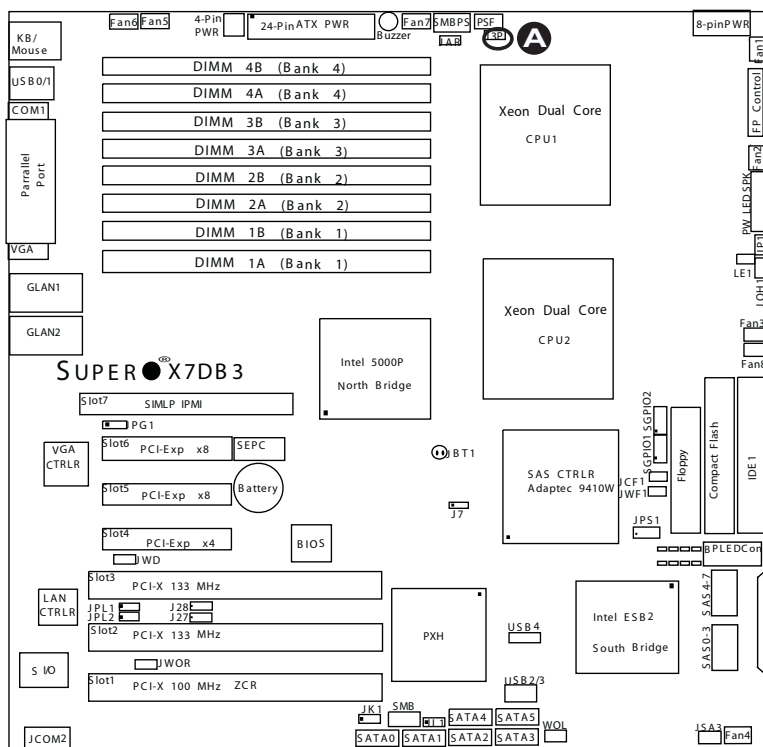 KB/
Mouse
USB0/1
COM1
Parrallel
Port
VGA
GLAN1
GLAN2
Fan6
Fan5
4-Pin
PWR
24-Pin ATX PWR
Buzzer
Fan7
SMBPS
PSF
JAR
J3P
A
8-pin PWR
Fan1
FP Control
Fan2
PW LED SPK
JP1
LE1
JOH1
Fan3
Fan8
DIMM 4B (Bank 4)
DIMM 4A (Bank 4)
DIMM 3B (Bank 3)
DIMM 3A (Bank 3)
DIMM 2B (Bank 2)
DIMM 2A (Bank 2)
DIMM 1B (Bank 1)
DIMM 1A (Bank 1)
Xeon Dual Core
CPU1
Xeon Dual Core
CPU2
Intel 5000P
North Bridge
SUPER ® X7DB3
Slot7
SIMLP IPMI
JPG1
Slot6
PCI-Exp x8
SEPC
VGA
CTRLR
Battery
Slot5
PCI-Exp x8
Slot4
PCI-Exp x4
BIOS
JWD
JBT1
J7
SAS CTRLR
Adaptec 9410W
SGPIO1
SGPIO2
JCF1
JWF1
JPS1
Floppy
Compact Flash
IDE1
BPLEDCon
Slot3
PCI-X 133 MHz
LAN
CTRLR
JPL1
JPL2
J28
J27
Slot2
PCI-X 133 MHz
JWOR
S I/O
Slot1
PCI-X 100 MHz ZCR
PXH
USB4
Intel ESB2
South Bridge
SAS4-7
SAS0-3
USB2/3
JCOM2
JK1
SMB
SATA4
SATA5
SATA0
SATA1
SATA2
SATA3
WOL
JSA3
Fan4